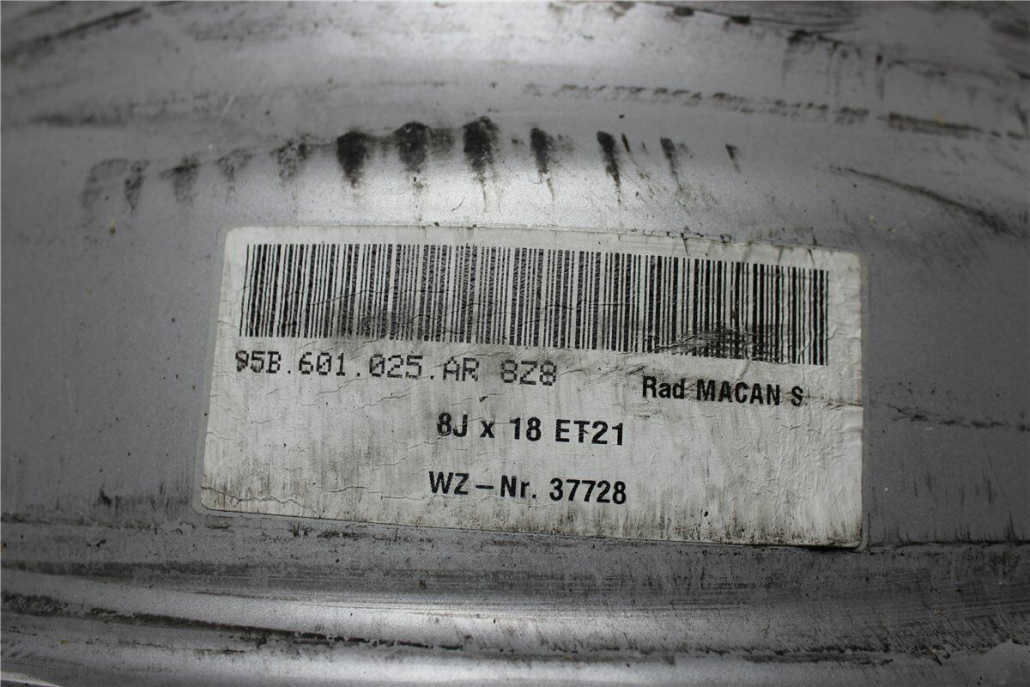 95B.601.025.AR 8Z8
Rad MACAN S
8J x 18 ET21
WZ–Nr. 37728